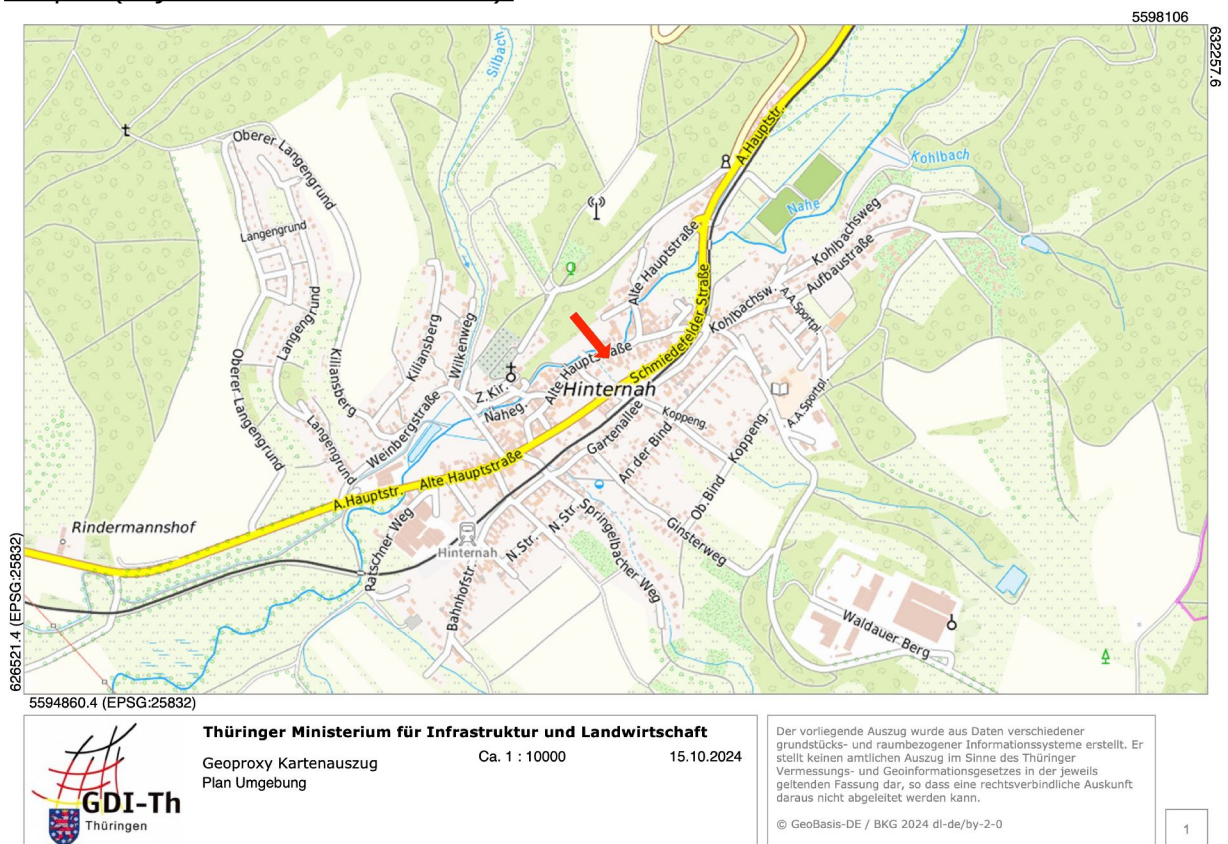 5598106
632257.6
Silbach
A.Hauptstr.
Oberer Langengrund
Kohlbach
Nahe
Langengrund
Kohlbachsweg
Aufbaustraße
Alte Hauptstraße
Langengrund
Kiliansberg
Wilkenweg
Kiliansberg
Schmiedefelder Straße
Kohlbachsw.
A.A.Sportpl.
Oberer Langengrund
Alte Hauptstraße
Z.Kir.
Hinternah
Naheg.
Koppeng.
A.A.Sportpl.
Langengrund
Weinbergstraße
Gartenallee
An der Bind
Koppeng.
A.Hauptstr.
Alte Hauptstraße
Ob.Bind
Rindermannshof
Ratschner Weg
Hinternah
N.Str.
N.Str.
Springelbacher Weg
Ginsterweg
Bahnhofstr.
Waldauer Berg
626521.4 (EPSG:25832)
5594860.4 (EPSG:25832)
Thüringer Ministerium für Infrastruktur und Landwirtschaft
Geoproxy Kartenauszug
Ca. 1 : 10000
15.10.2024
Plan Umgebung
GDI-Th
Thüringen
Der vorliegende Auszug wurde aus Daten verschiedener
grundstücks- und raumbezogener Informationssysteme erstellt. Er
stellt keinen amtlichen Auszug im Sinne des Thüringer
Vermessungs- und Geoinformationsgesetzes in der jeweils
geltenden Fassung dar, so dass eine rechtsverbindliche Auskunft
daraus nicht abgeleitet werden kann.
© GeoBasis-DE / BKG 2024 dl-de/by-2-0
1